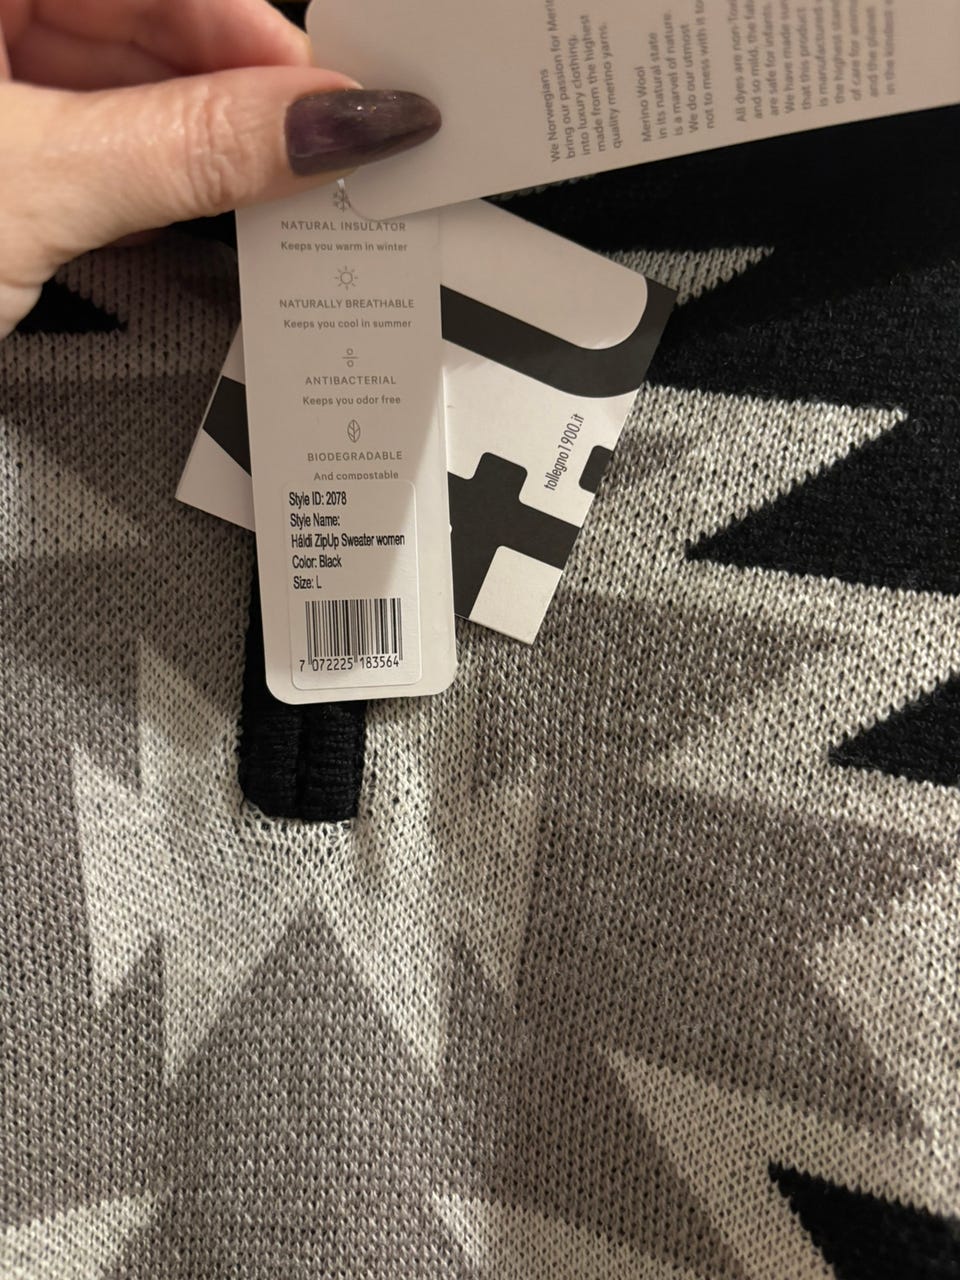 We Norwegians
bring our passion for Meri
into luxury clothing,
made from the highest
quality merino yarns.
Merino Wool
in its natural state
is a marvel of nature.
We do our utmost
not to mess with it to
All dyes are non
and so mild, the fab
are safe for infants.
We have made su
that this product
is manufactured
the highest
of care for
and the planet
in the kindest
NATURAL INSULATOR
Keeps you warm in winter
NATURALLY BREATHABLE
Keeps you cool in summer
ANTIBACTERIAL
Keeps you odor free
BIODEGRADABLE
And compostable
Style ID: 2078
Style Name:
Háidi ZipUp Sweater women
Color: Black
Size: L
7 072225 183564
tollegno1900.it